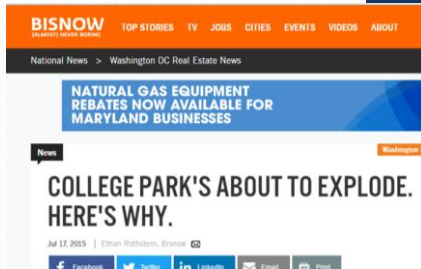 BISNOW TOP STORIES TV JOBS CITIES EVENTS VIDEOS ABOUT
(ALMOST) NEVER BORING
National News > Washington DC Real Estate News
NATURAL GAS EQUIPMENT
REBATES NOW AVAILABLE FOR
MARYLAND BUSINESSES
News Washington
COLLEGE PARK'S ABOUT TO EXPLODE.
HERE'S WHY.
Jul 17, 2015 | Ethan Rothstein, Bisnow
Facebook Twitter LinkedIn Email Print